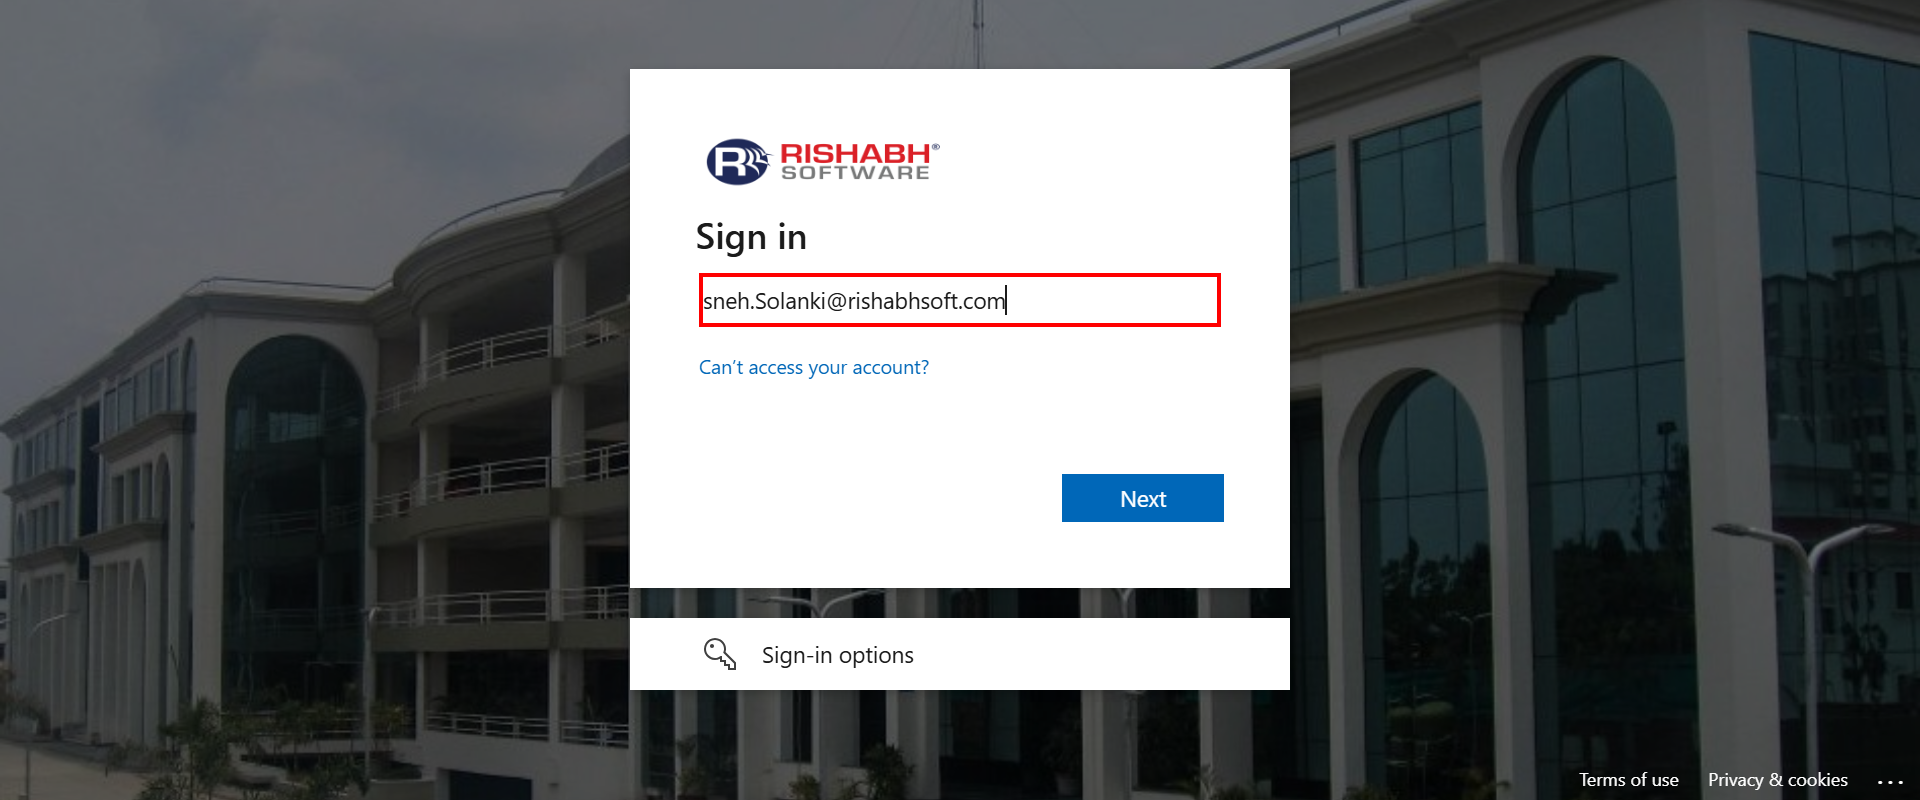 RISHABH®
SOFTWARE
Sign in
sneh.Solanki@rishabhsoft.com
Can't access your account?
Next
Sign-in options
Terms of use Privacy & cookies ...